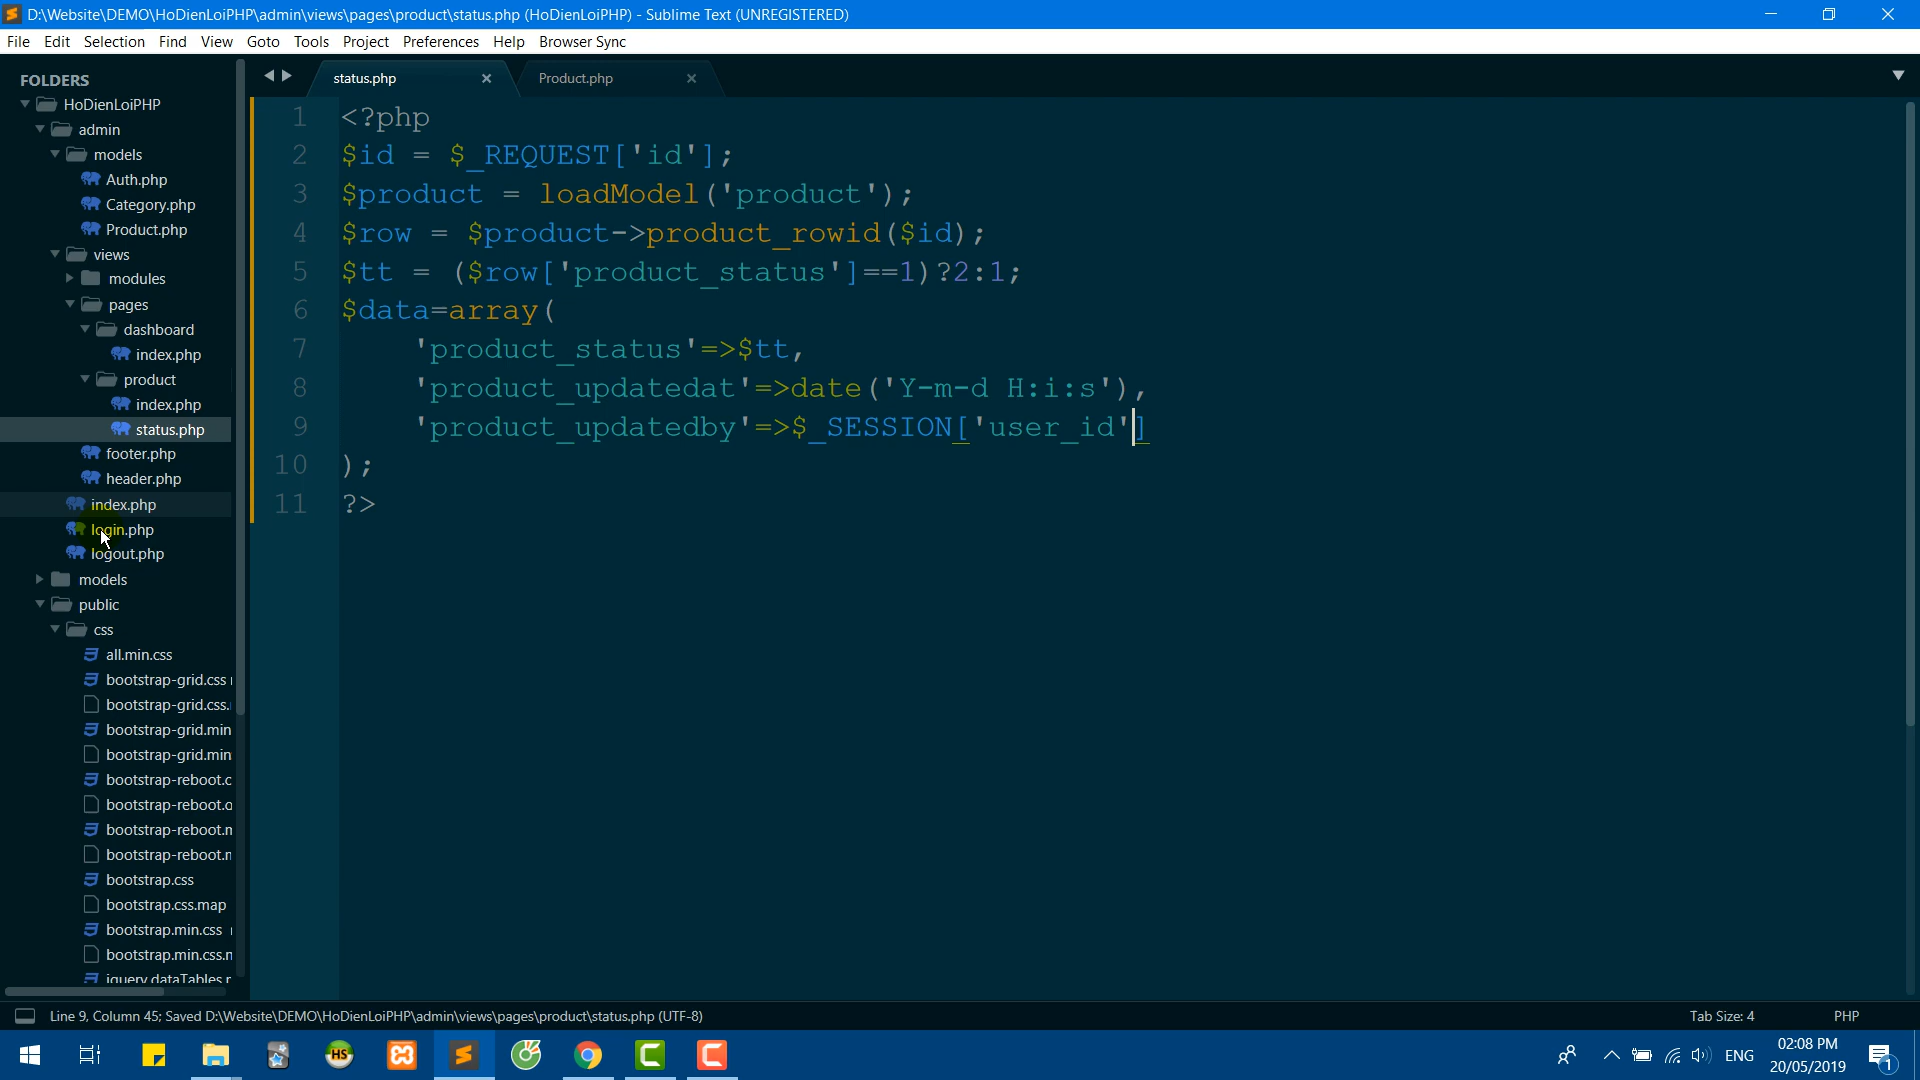 D:\Website\DEMO\HoDienLoiPHP\admin\views\pages\product\status.php (HoDienLoiPHP) - Sublime Text (UNREGISTERED)
File Edit Selection Find View Goto Tools Project Preferences Help Browser Sync
FOLDERS
HoDienLoiPHP
admin
models
Auth.php
Category.php
Product.php
views
modules
pages
dashboard
index.php
product
index.php
status.php
footer.php
header.php
index.php
login.php
logout.php
models
public
css
all.min.css
bootstrap-grid.css
bootstrap-grid.css.
bootstrap-grid.min
bootstrap-grid.min
bootstrap-reboot.c
bootstrap-reboot.c
bootstrap-reboot.n
bootstrap-reboot.n
bootstrap.css
bootstrap.css.map
bootstrap.min.css
bootstrap.min.css.n
jquery.dataTables.
status.php Product.php
1 <?php
2 $id = $_REQUEST['id'];
3 $product = loadModel('product');
4 $row = $product->product_rowid($id);
5 $tt = ($row['product_status']==1)?2:1;
6 $data=array(
7 'product_status'=>$tt,
8 'product_updatedat'=>date('Y-m-d H:i:s'),
9 'product_updatedby'=>$_SESSION['user_id']
10 );
11 ?>
Line 9, Column 45; Saved D:\Website\DEMO\HoDienLoiPHP\admin\views\pages\product\status.php (UTF-8) Tab Size: 4 PHP
HS
ENG
02:08 PM
20/05/2019
1